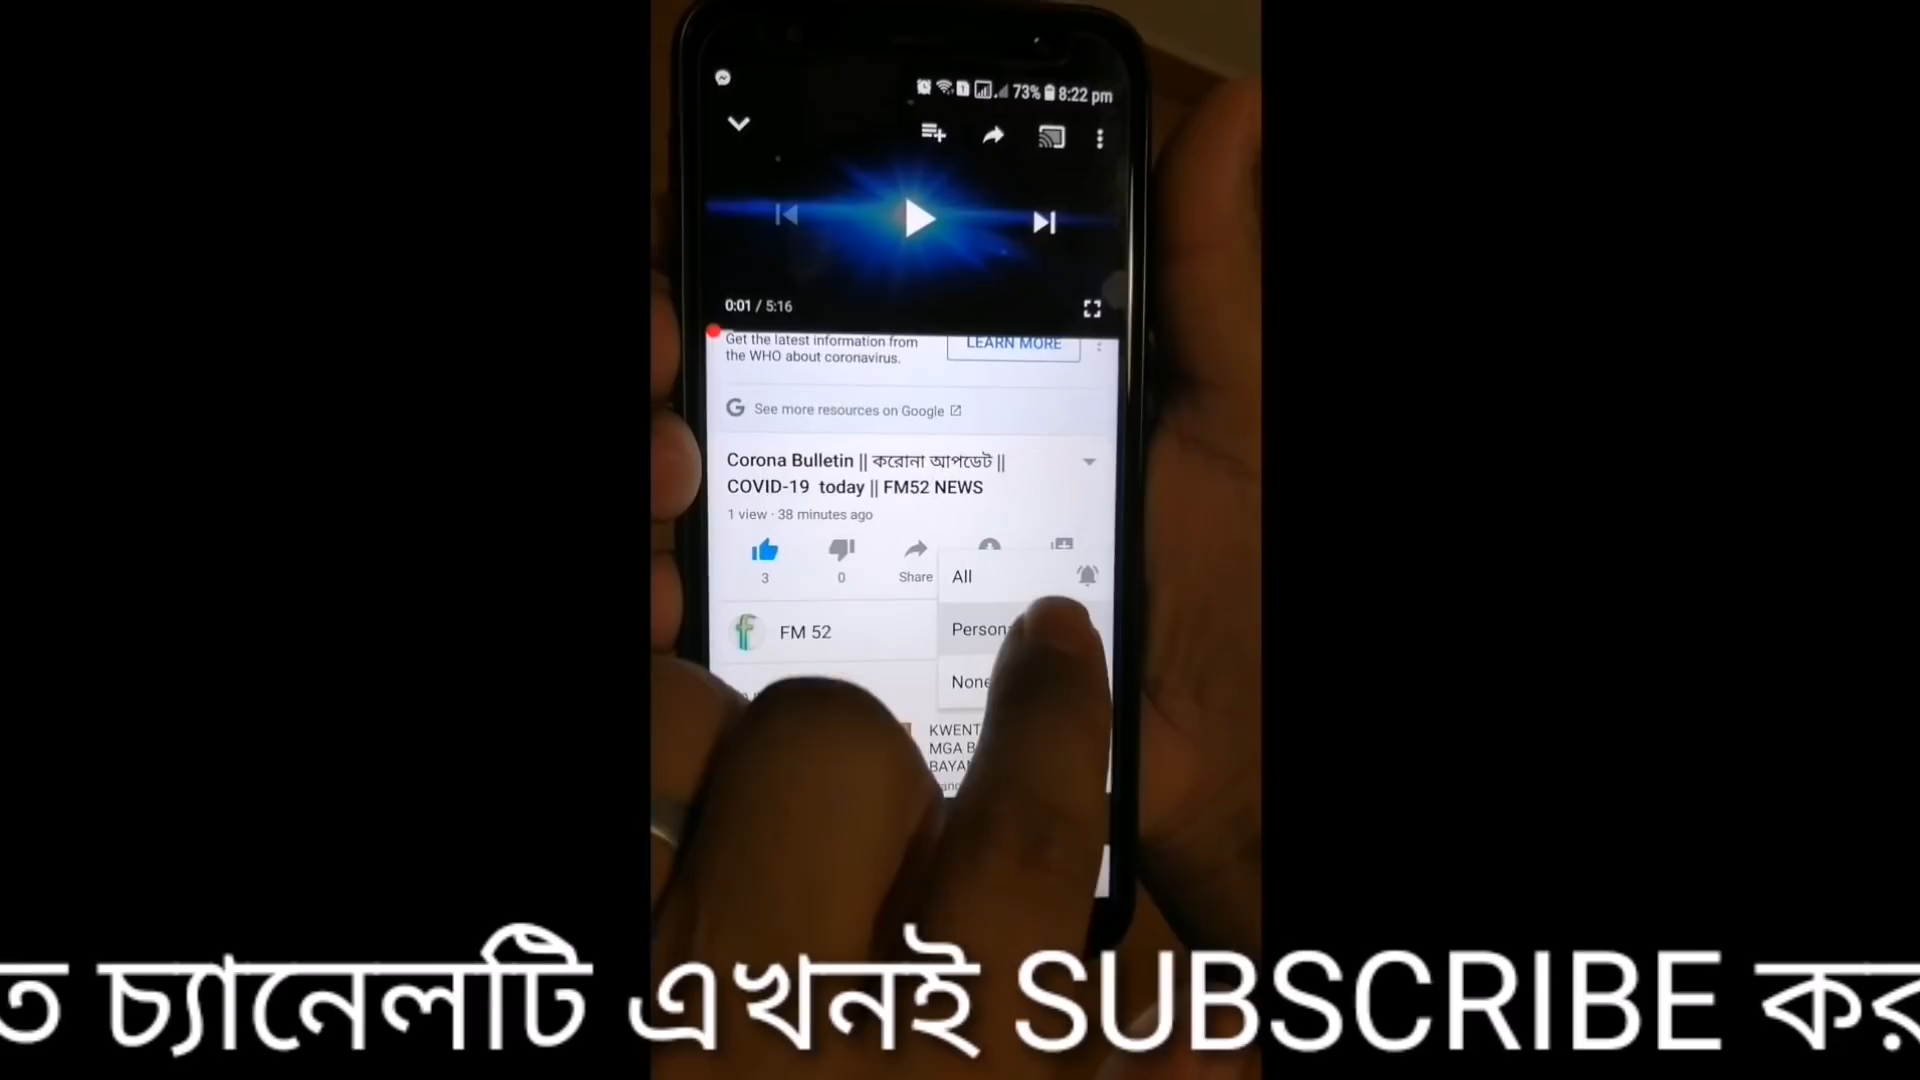 73% 8:22 pm
0:01 / 5:16
Get the latest information from
the WHO about coronavirus.
LEARN MORE
See more resources on Google
Corona Bulletin || করোনা আপডেট ||
COVID-19 today || FM52 NEWS
1 view · 38 minutes ago
3
0
Share
All
FM 52
None
MGA
চ্যানেলটি এখনই SUBSCRIBE